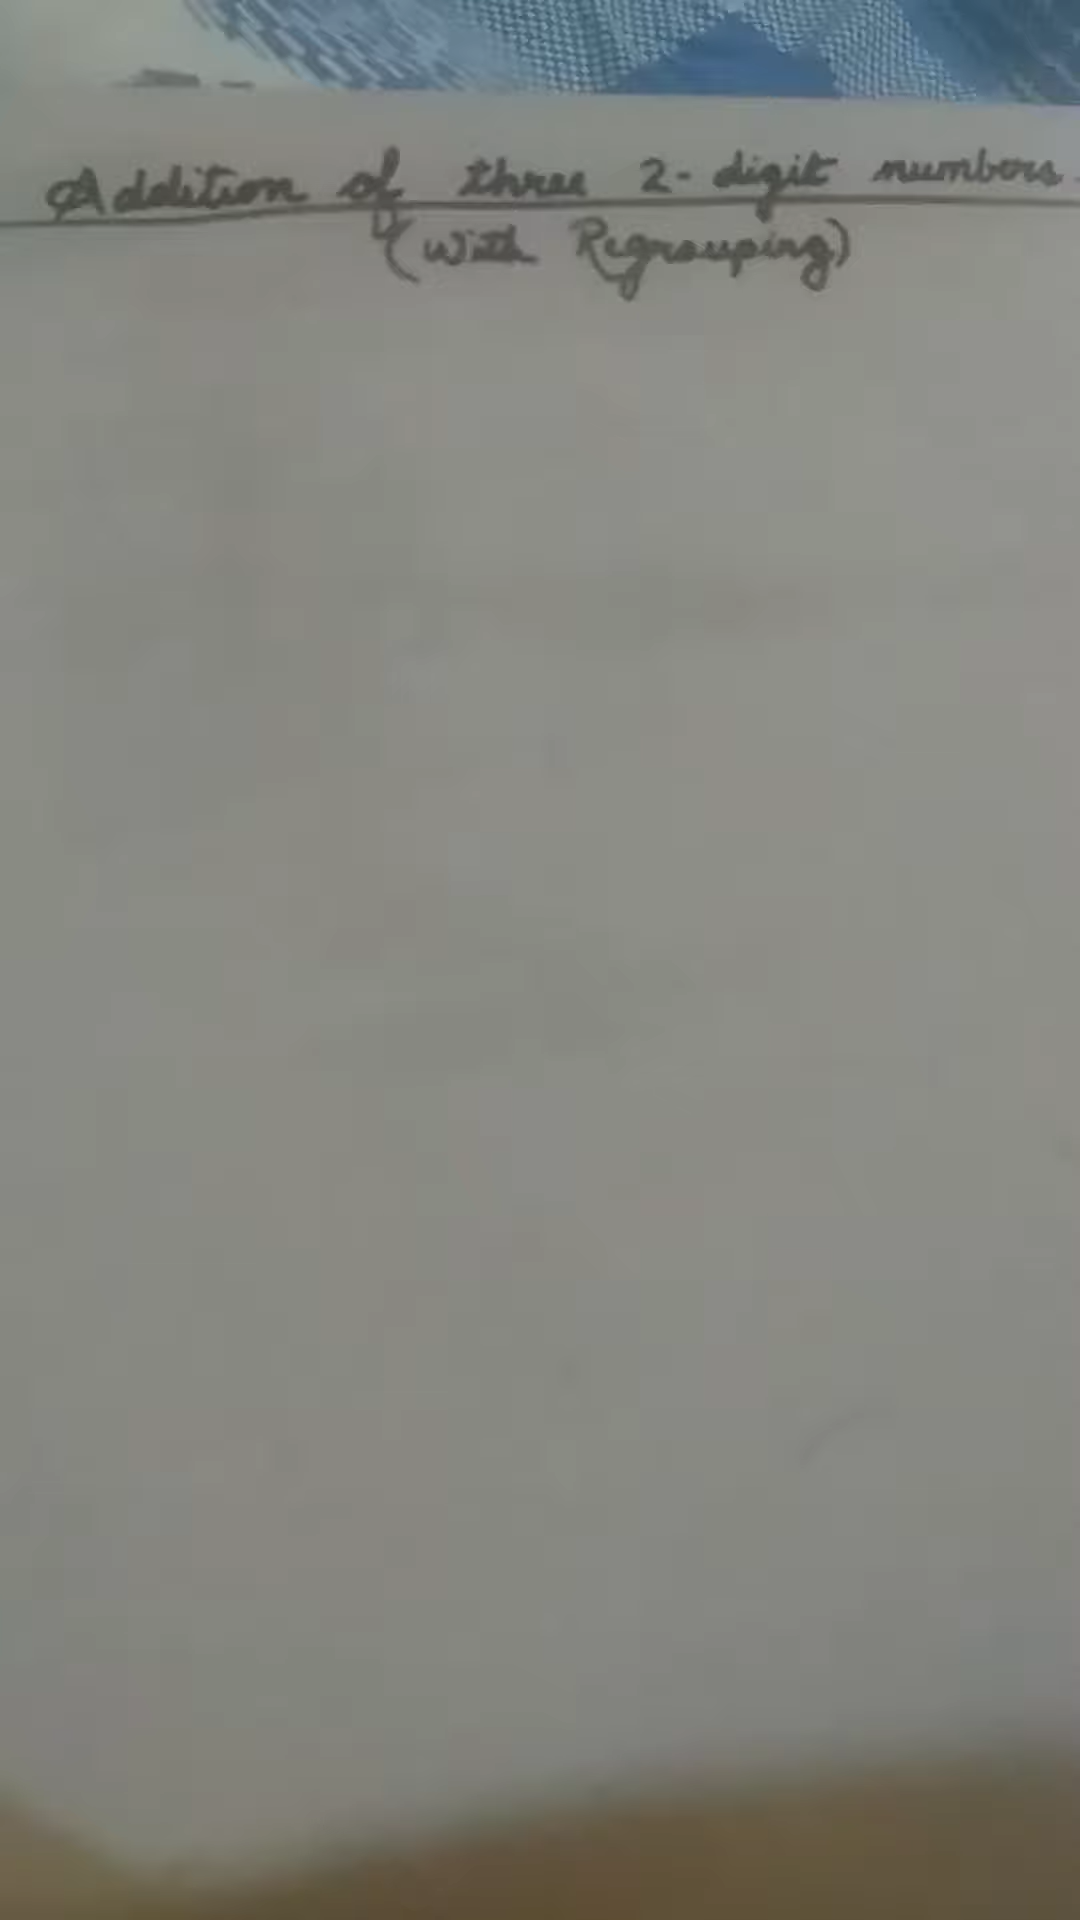 Addition of three 2-digit numbers.
(with Regrouping)